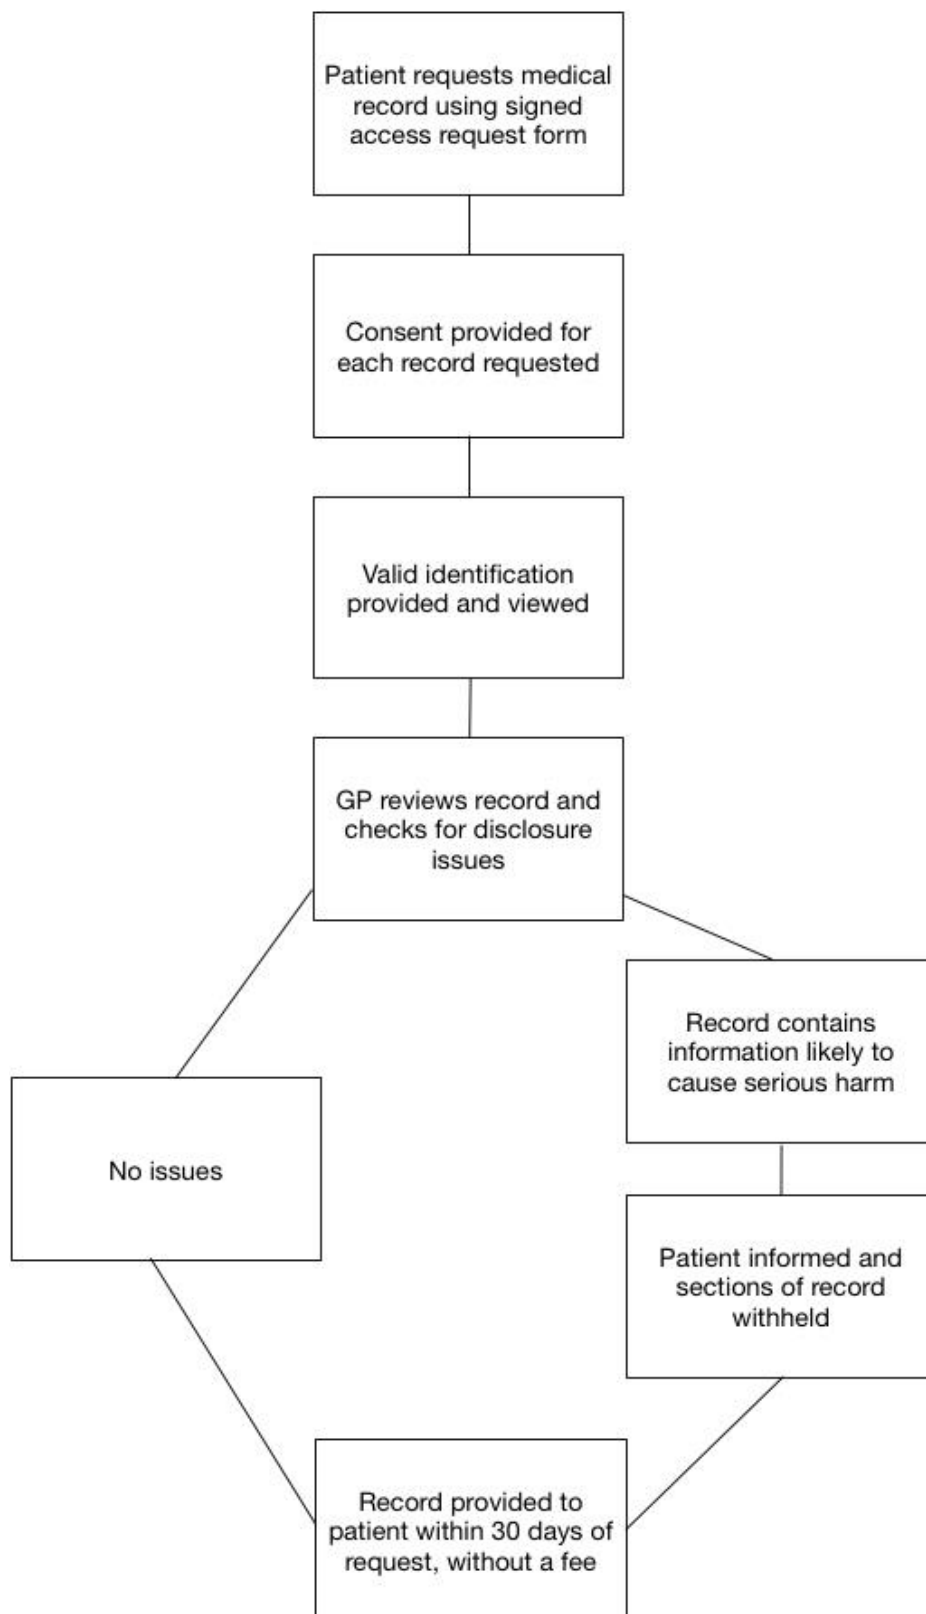 Patient requests medical
record using signed
access request form
Consent provided for
each record requested
Valid identification
provided and viewed
GP reviews record and
checks for disclosure
issues
Record contains
information likely to
cause serious harm
No issues
Patient informed and
sections of record
withheld
Record provided to
patient within 30 days of
request, without a fee